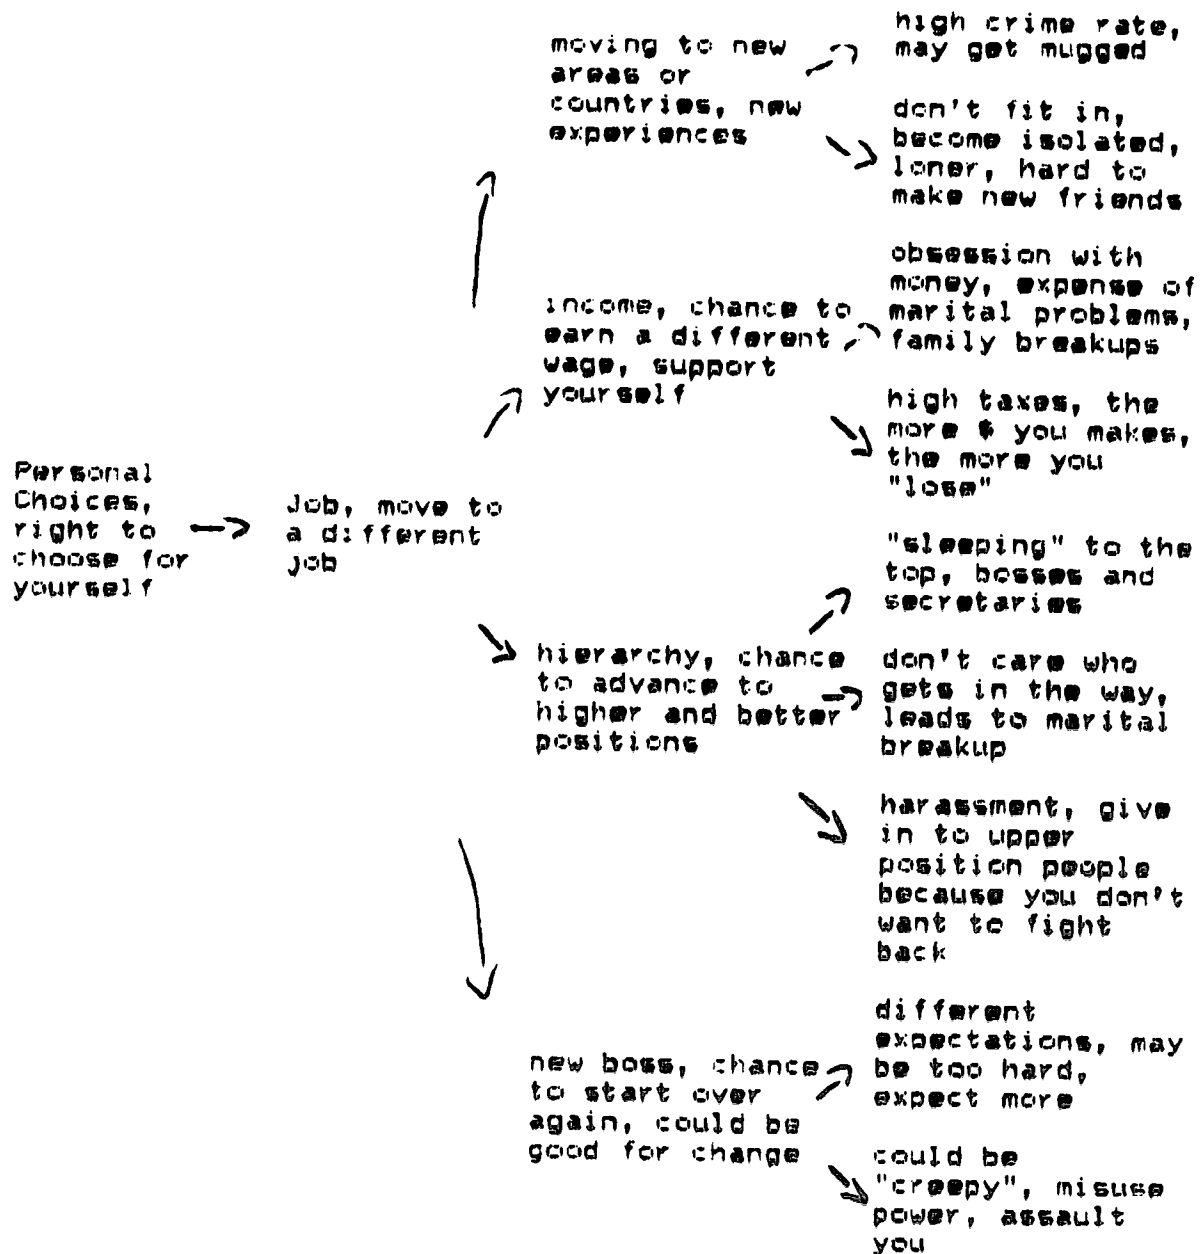 Personal
Choices,
right to
choose for
yourself
Job, move to
a different
job
moving to new
areas or
countries, new
experiences
high crime rate,
may get mugged
don't fit in,
become isolated,
loner, hard to
make new friends
income, chance to
earn a different
wage, support
yourself
obsession with
money, expense of
marital problems,
family breakups
high taxes, the
more $ you makes,
the more you
"lose"
hierarchy, chance
to advance to
higher and better
positions
"sleeping" to the
top, bosses and
secretaries
don't care who
gets in the way,
leads to marital
breakup
harassment, give
in to upper
position people
because you don't
want to fight
back
new boss, chance
to start over
again, could be
good for change
different
expectations, may
be too hard,
expect more
could be
"creepy", misuse
power, assault
you